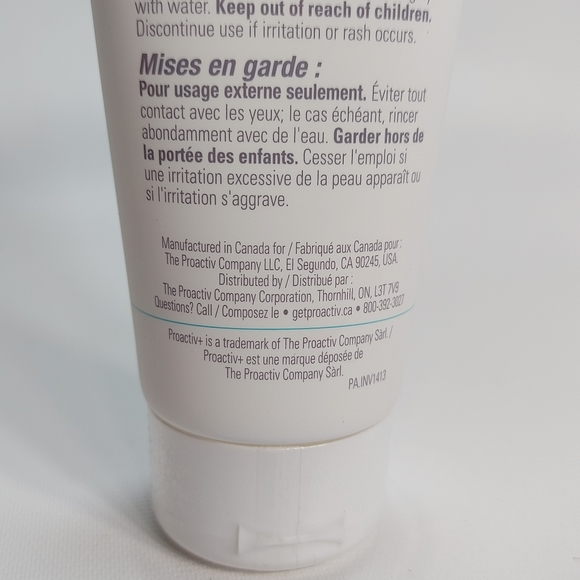 with water. Keep out of reach of children.
Discontinue use if irritation or rash occurs.
Mises en garde :
Pour usage externe seulement. Éviter tout
contact avec les yeux; le cas échéant, rincer
abondamment avec de l'eau. Garder hors de
la portée des enfants. Cesser l'emploi si
une irritation excessive de la peau apparaît ou
si l'irritation s'aggrave.
Manufactured in Canada for / Fabriqué aux Canada pour :
The Proactiv Company LLC, El Segundo, CA 90245, USA.
Distributed by / Distribué par :
The Proactiv Company Corporation, Thornhill, ON, L3T 7V9
Questions? Call / Composez le • getproactiv.ca • 800-392-3027
Proactiv+ is a trademark of The Proactiv Company Sàrl. /
Proactiv+ est une marque déposée de
The Proactiv Company Sàrl.
PA.INV1413